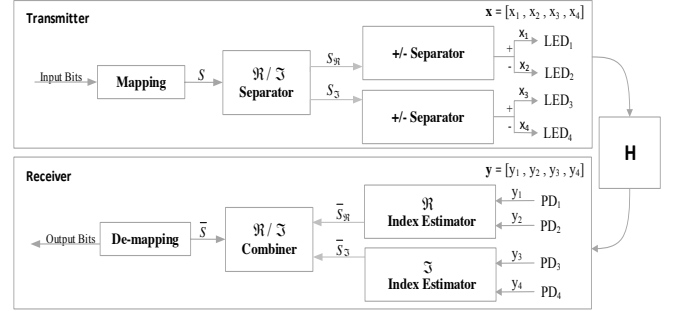 Transmitter
x = [x₁ , x₂ , x₃ , x₄]
Input Bits
Mapping
S
ℜ / ℑ
Separator
Sℜ
Sℑ
+/- Separator
+
-
x₁
LED₁
x₂
LED₂
+/- Separator
+
-
x₃
LED₃
x₄
LED₄
H
Receiver
y = [y₁ , y₂ , y₃ , y₄]
Output Bits
De-mapping
S̅
ℜ / ℑ
Combiner
S̅ℜ
S̅ℑ
ℜ
Index Estimator
y₁
PD₁
y₂
PD₂
ℑ
Index Estimator
y₃
PD₃
y₄
PD₄